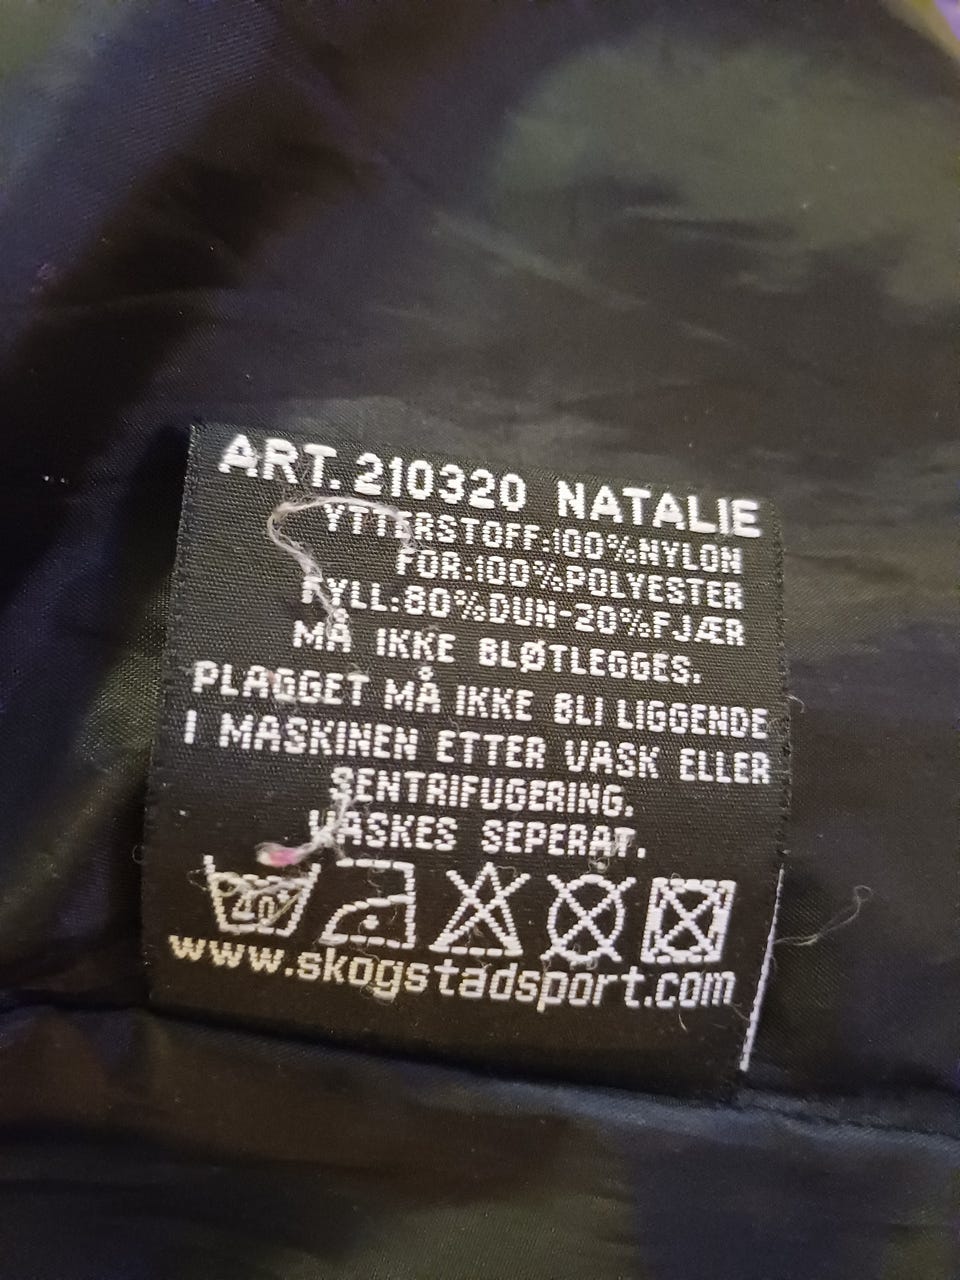 ART. 210320 NATALIE
YTTERSTOFF:100%NYLON
FÔR:100%POLYESTER
FYLL:80%DUN-20%FJÆR
MÅ IKKE BLØTLEGGES.
PLAGGET MÅ IKKE BLI LIGGENDE
I MASKINEN ETTER VASK ELLER
SENTRIFUGERING.
VASKES SEPERAT.
40°
www.skogstadsport.com